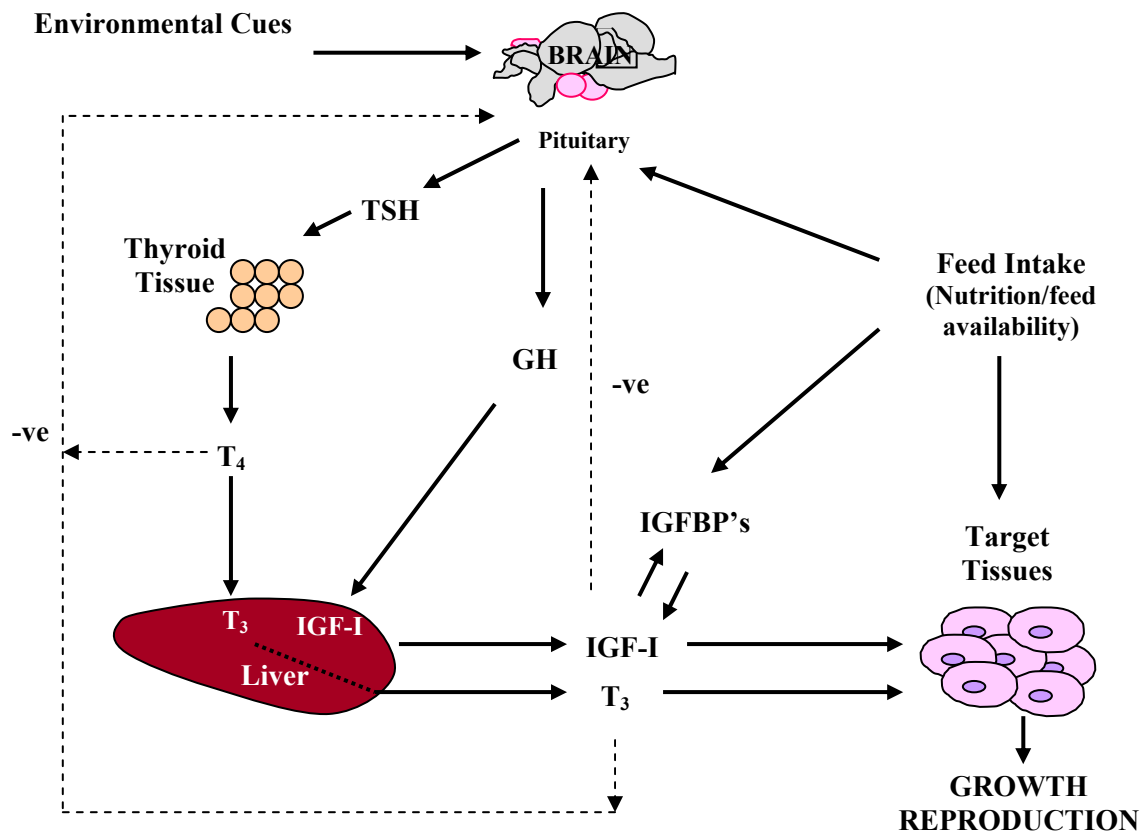 Environmental Cues
BRAIN
Pituitary
TSH
Thyroid
Tissue
Feed Intake
(Nutrition/feed
availability)
GH
-ve
-ve
T₄
IGFBP's
Target
Tissues
T₃
IGF-I
Liver
IGF-I
T₃
GROWTH
REPRODUCTION